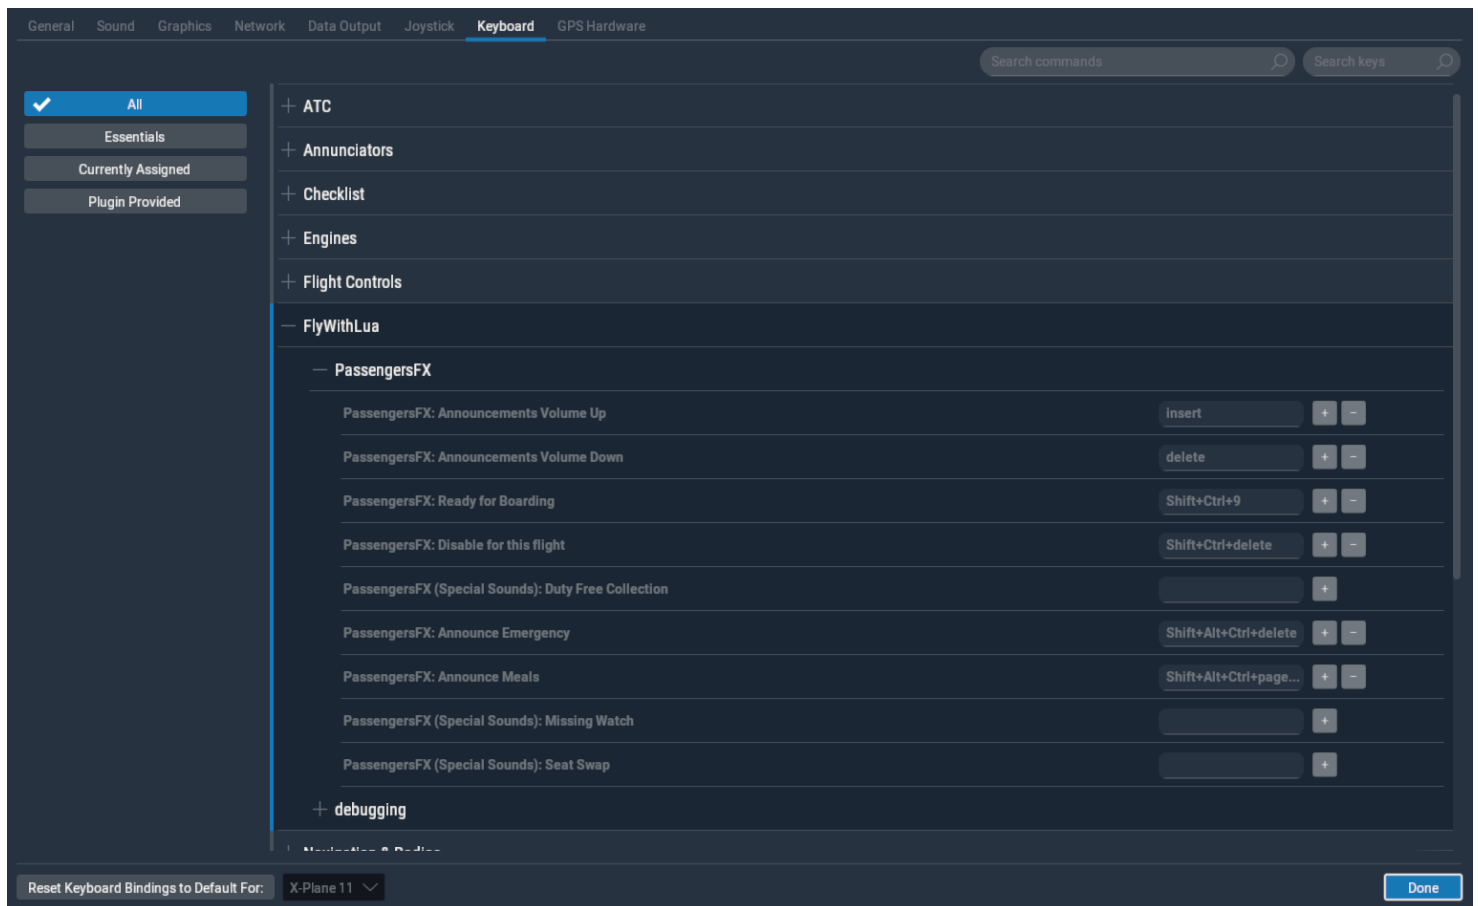 General Sound Graphics Network Data Output Joystick Keyboard GPS Hardware
Search commands Search keys
All
Essentials
Currently Assigned
Plugin Provided
ATC
Annunciators
Checklist
Engines
Flight Controls
FlyWithLua
PassengersFX
PassengersFX: Announcements Volume Up insert + −
PassengersFX: Announcements Volume Down delete + −
PassengersFX: Ready for Boarding Shift+Ctrl+9 + −
PassengersFX: Disable for this flight Shift+Ctrl+delete + −
PassengersFX (Special Sounds): Duty Free Collection +
PassengersFX: Announce Emergency Shift+Alt+Ctrl+delete + −
PassengersFX: Announce Meals Shift+Alt+Ctrl+page... + −
PassengersFX (Special Sounds): Missing Watch +
PassengersFX (Special Sounds): Seat Swap +
debugging
Navigation & Radios
Reset Keyboard Bindings to Default For: X-Plane 11 Done